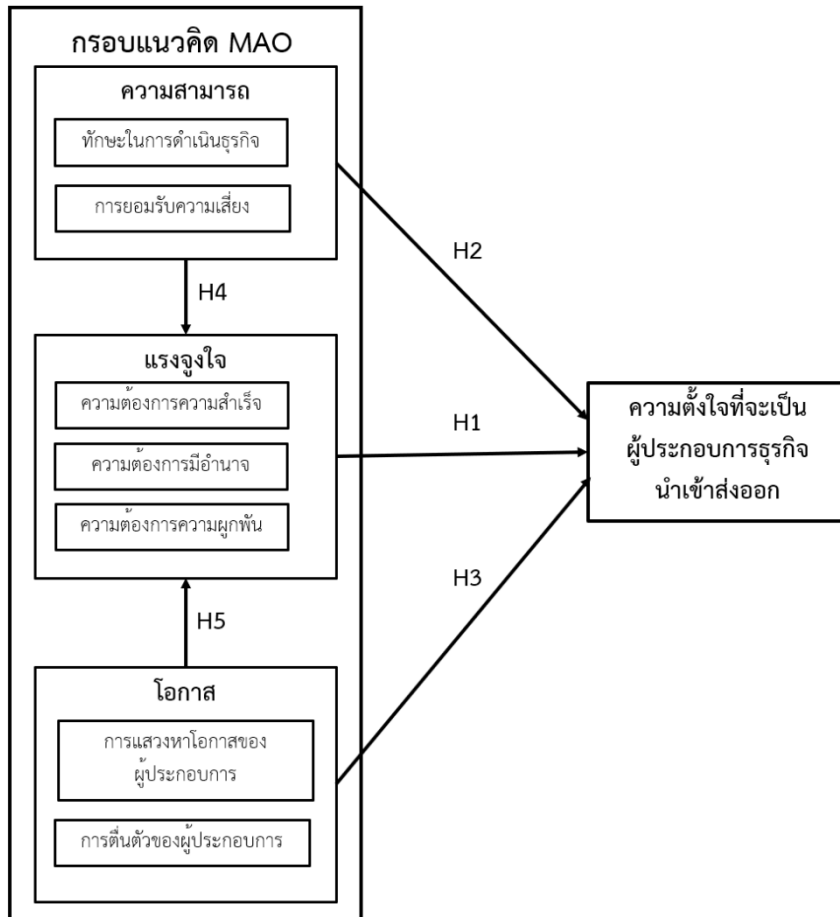 กรอบแนวคิด MAO
ความสามารถ
ทักษะในการดำเนินธุรกิจ
การยอมรับความเสี่ยง
H2
H4
แรงจูงใจ
ความต้องการความสำเร็จ
ความต้องการมีอำนาจ
ความต้องการความผูกพัน
H1
ความตั้งใจที่จะเป็น
ผู้ประกอบการธุรกิจ
นำเข้าส่งออก
H3
H5
โอกาส
การแสวงหาโอกาสของ
ผู้ประกอบการ
การตื่นตัวของผู้ประกอบการ